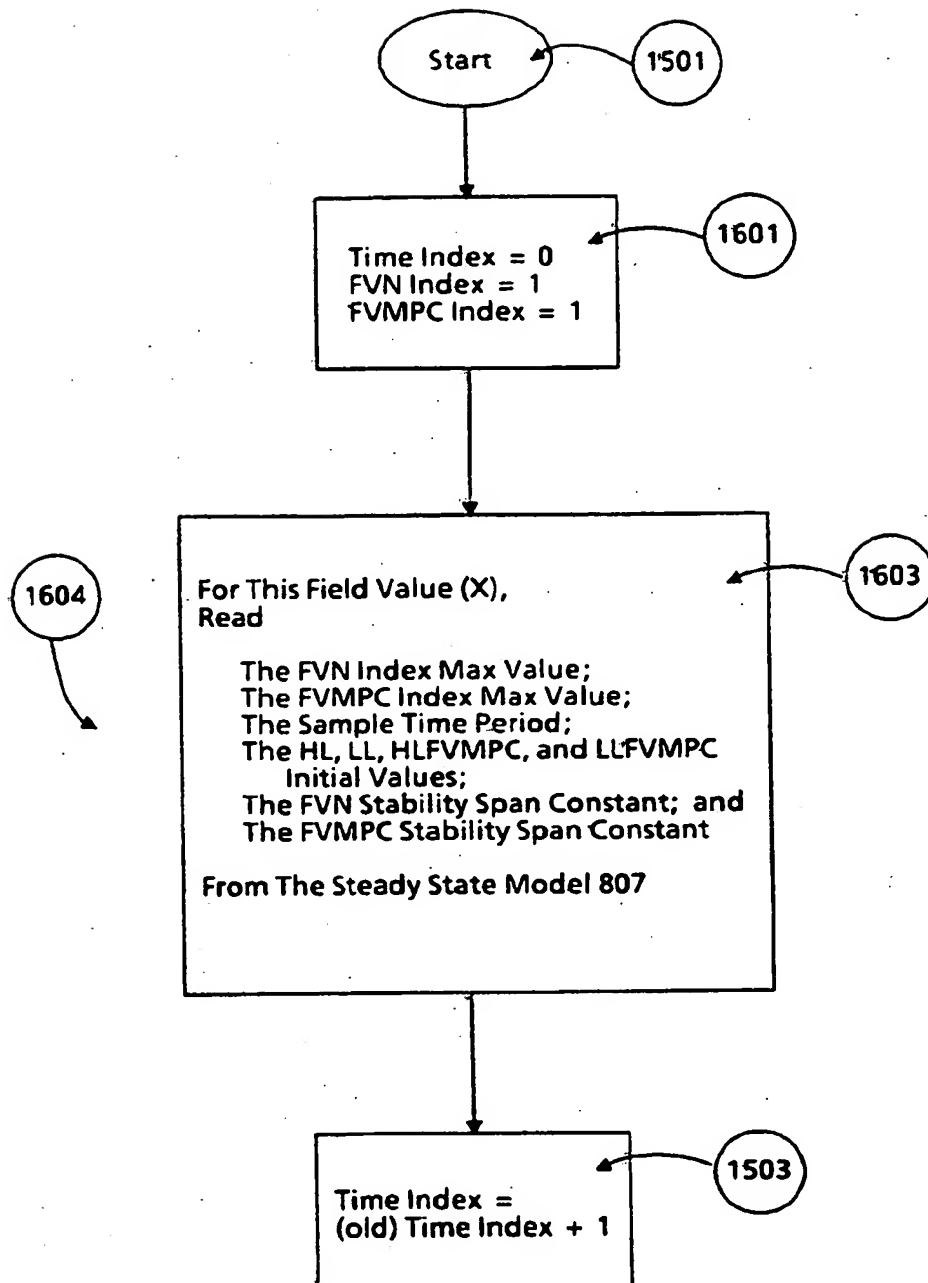 Start
1501
1601
Time Index = 0
FVN Index = 1
FVMPC Index = 1
1603
1604
For This Field Value (X),
Read
The FVN Index Max Value;
The FVMPC Index Max Value;
The Sample Time Period;
The HL, LL, HLFVMPC, and LLFVMPC
Initial Values;
The FVN Stability Span Constant; and
The FVMPC Stability Span Constant
From The Steady State Model 807
1503
Time Index =
(old) Time Index + 1